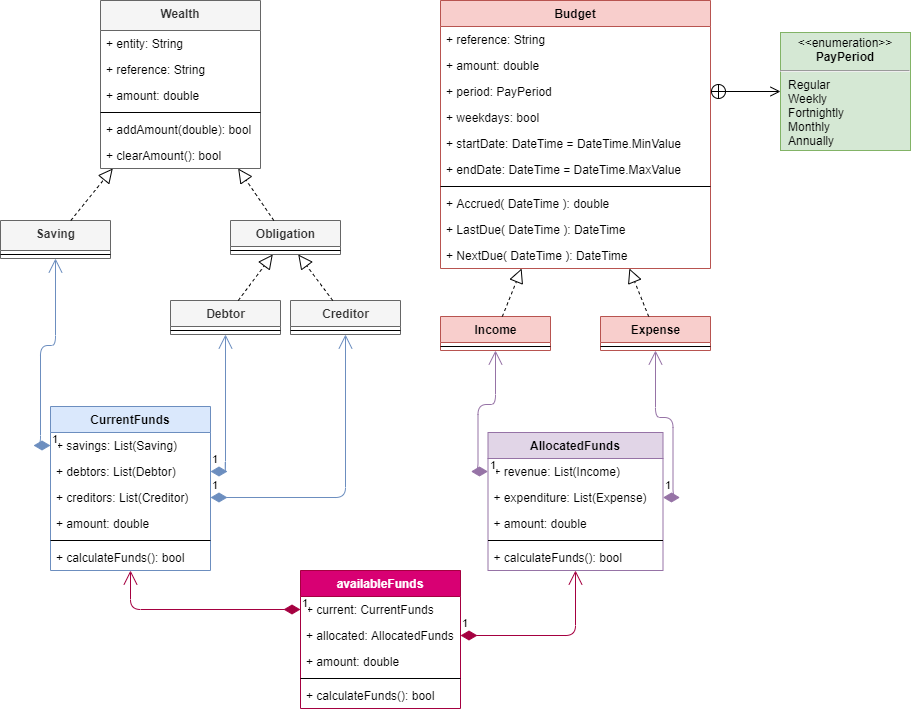 Wealth
+ entity: String
+ reference: String
+ amount: double
+ addAmount(double): bool
+ clearAmount(): bool
Budget
+ reference: String
+ amount: double
+ period: PayPeriod
+ weekdays: bool
+ startDate: DateTime = DateTime.MinValue
+ endDate: DateTime = DateTime.MaxValue
+ Accrued( DateTime ): double
+ LastDue( DateTime ): DateTime
+ NextDue( DateTime ): DateTime
<<enumeration>>
PayPeriod
Regular
Weekly
Fortnightly
Monthly
Annually
Saving
Obligation
Debtor
Creditor
Income
Expense
CurrentFunds
1
+ savings: List(Saving)
+ debtors: List(Debtor)
1
+ creditors: List(Creditor)
1
+ amount: double
+ calculateFunds(): bool
AllocatedFunds
1
+ revenue: List(Income)
+ expenditure: List(Expense)
1
+ amount: double
+ calculateFunds(): bool
availableFunds
1
+ current: CurrentFunds
+ allocated: AllocatedFunds
1
+ amount: double
+ calculateFunds(): bool